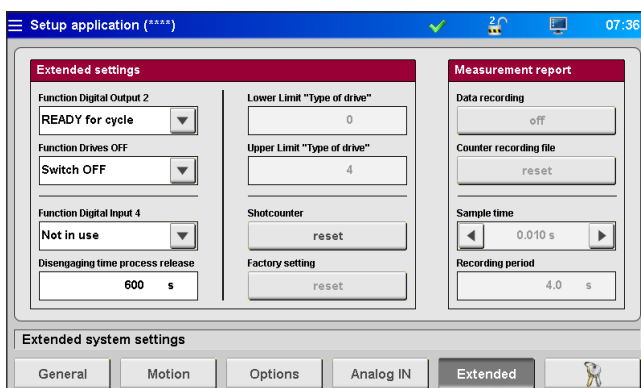 Setup application (****)
2
07:36
Extended settings
Measurement report
Function Digital Output 2
READY for cycle
Lower Limit "Type of drive"
0
Data recording
off
Function Drives OFF
Switch OFF
Upper Limit "Type of drive"
4
Counter recording file
reset
Function Digital Input 4
Not in use
Shotcounter
reset
Sample time
0.010 s
Disengaging time process release
600 s
Factory setting
reset
Recording period
4.0 s
Extended system settings
General
Motion
Options
Analog IN
Extended